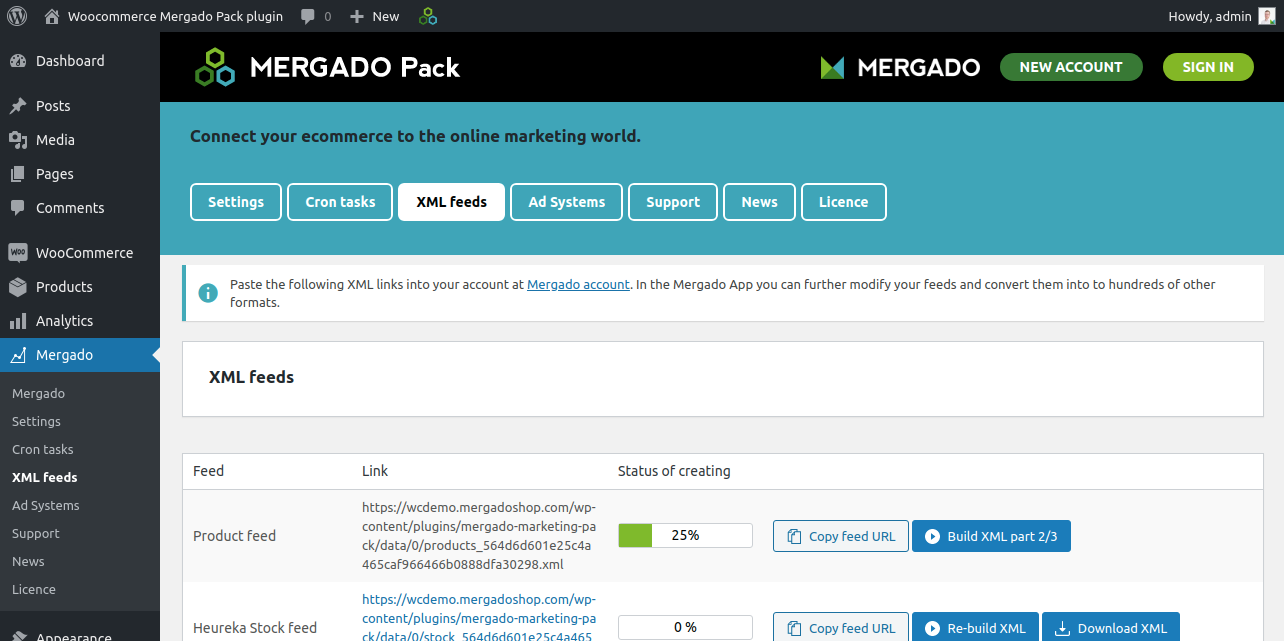 Woocommerce Mergado Pack plugin 0 New Howdy, admin
Dashboard
Posts
Media
Pages
Comments
WooCommerce
Products
Analytics
Mergado
Mergado
Settings
Cron tasks
XML feeds
Ad Systems
Support
News
Licence
Appearance
MERGADO Pack
MERGADO
NEW ACCOUNT
SIGN IN
Connect your ecommerce to the online marketing world.
Settings
Cron tasks
XML feeds
Ad Systems
Support
News
Licence
Paste the following XML links into your account at Mergado account. In the Mergado App you can further modify your feeds and convert them into to hundreds of other
formats.
XML feeds
Feed Link Status of creating
Product feed
https://wcdemo.mergadoshop.com/wp-
content/plugins/mergado-marketing-pa
ck/data/0/products_564d6d601e25c4a
465caf966466b0888dfa30298.xml
25%
Copy feed URL
Build XML part 2/3
Heureka Stock feed
https://wcdemo.mergadoshop.com/wp-
content/plugins/mergado-marketing-pa
ck/data/0/stock_564d6d601e25c4a465
0 %
Copy feed URL
Re-build XML
Download XML